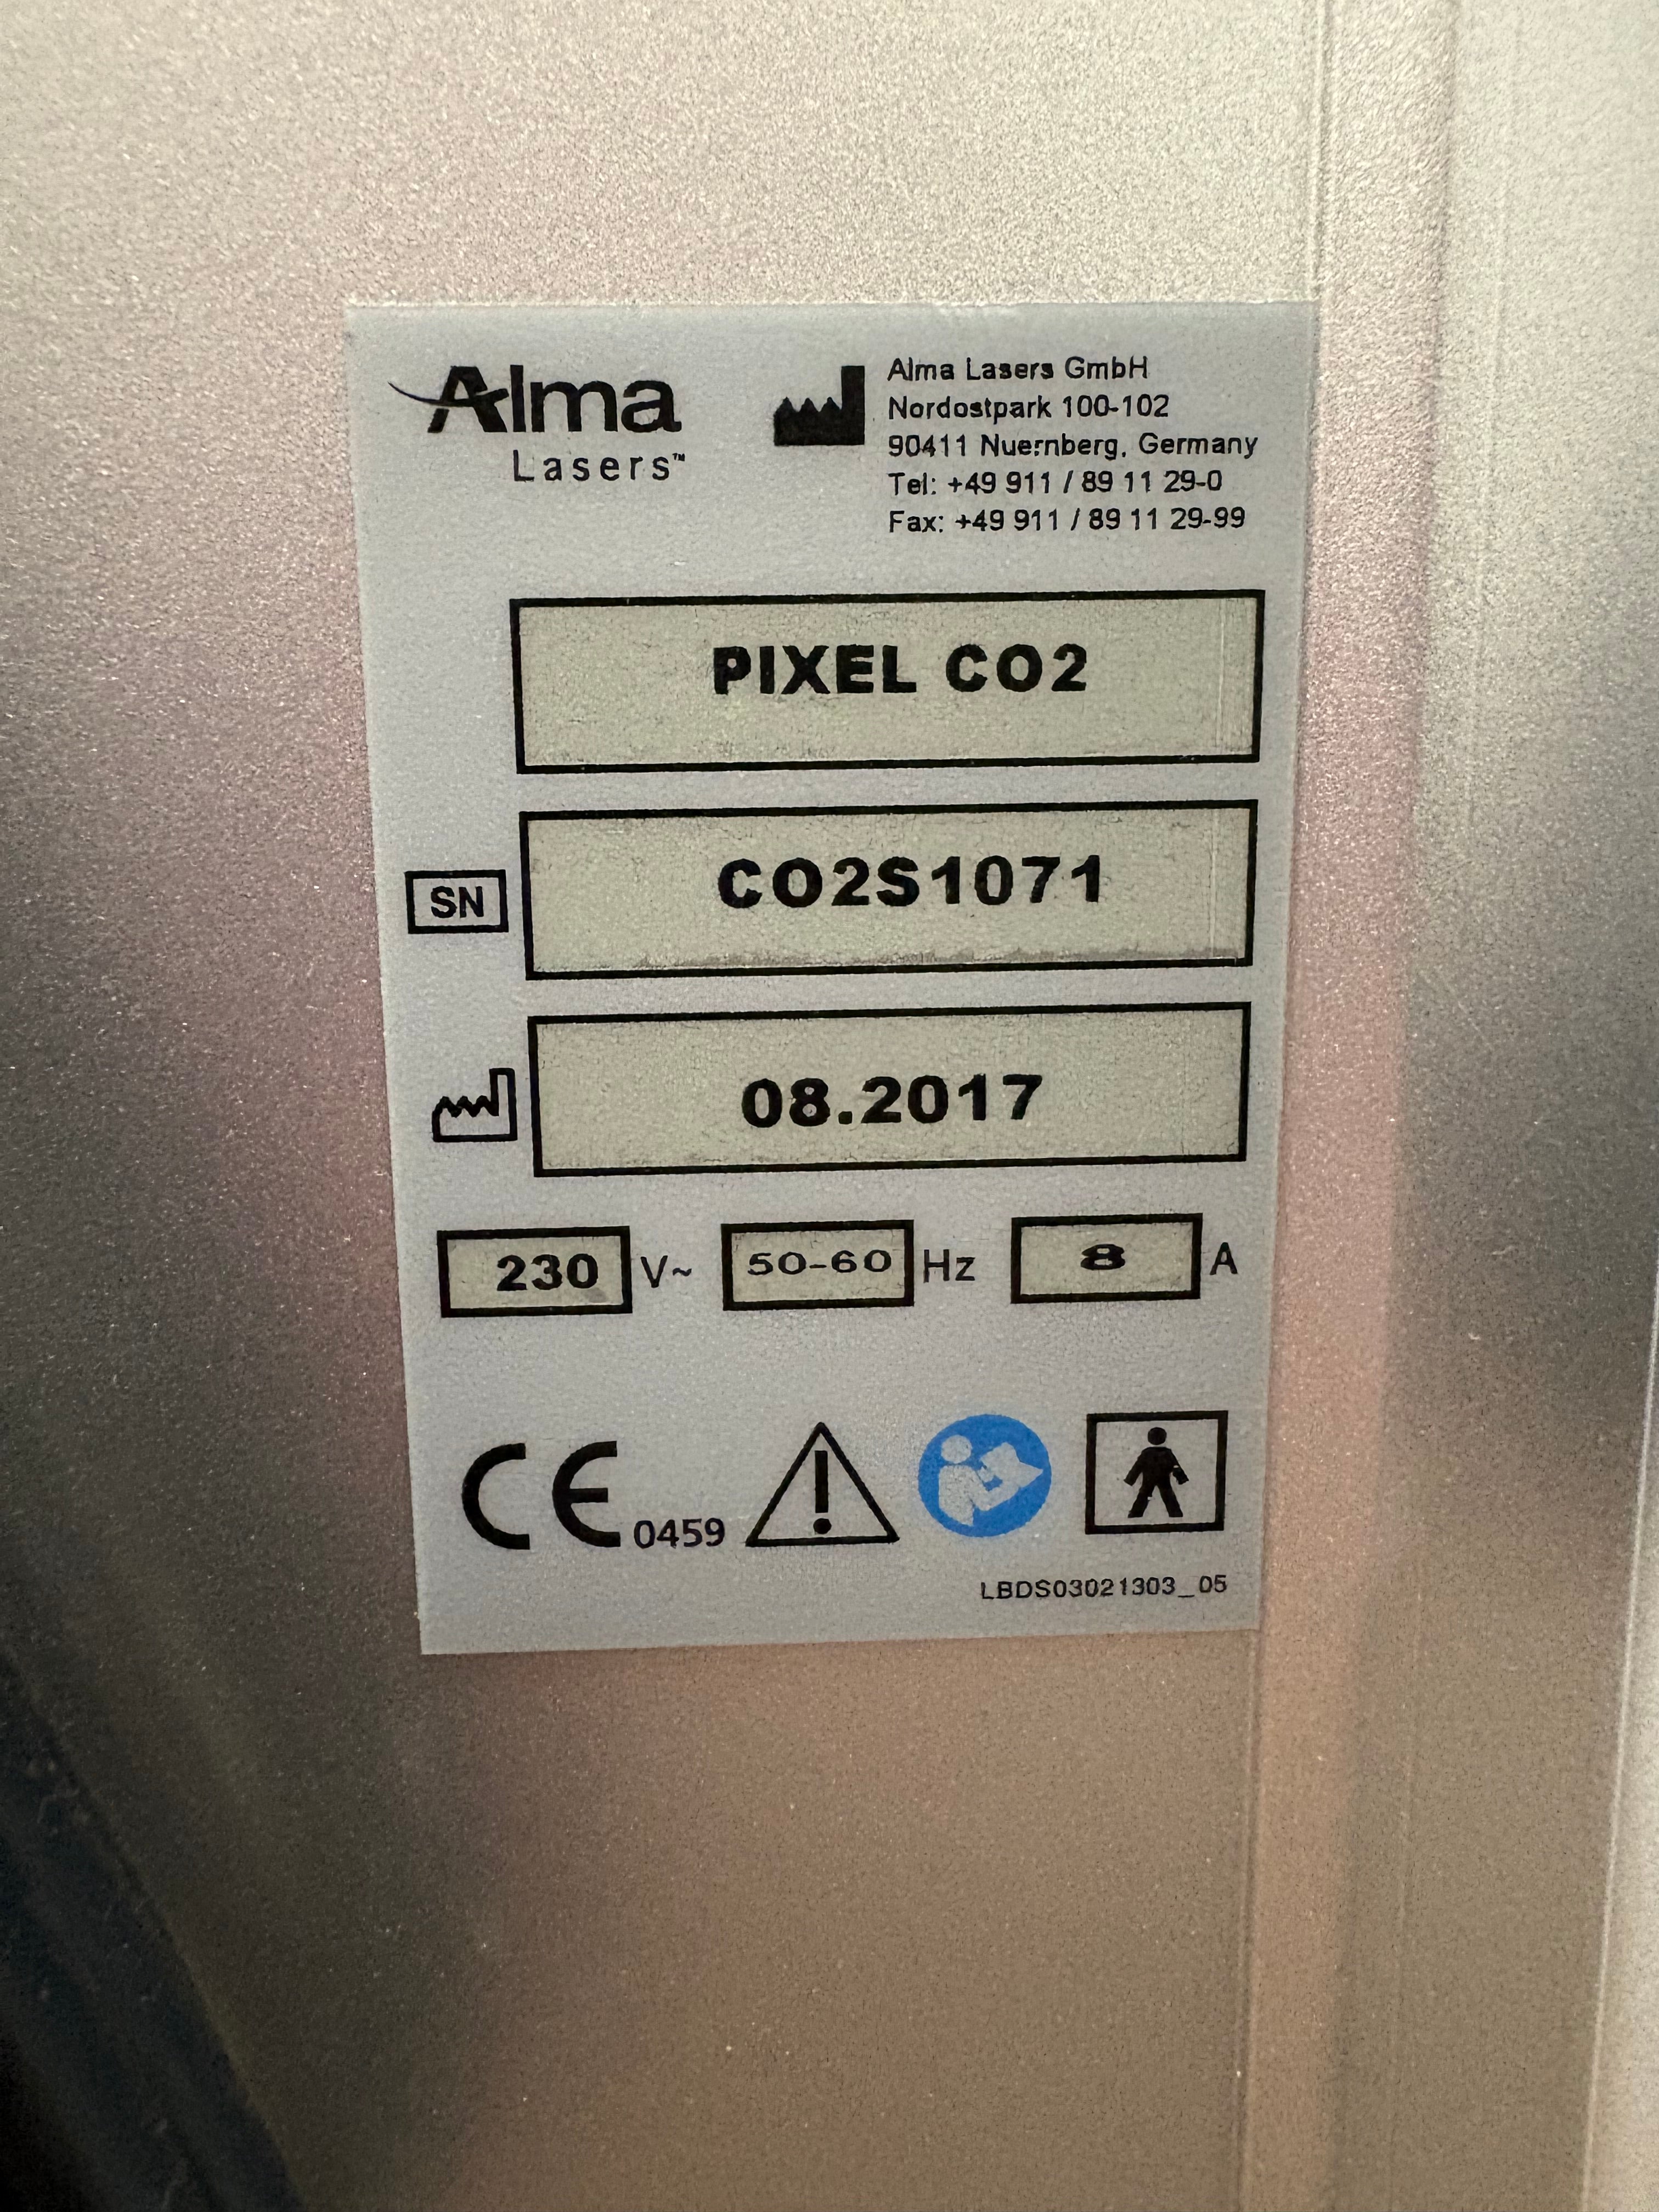 Alma
Lasers™
Alma Lasers GmbH
Nordostpark 100-102
90411 Nuernberg, Germany
Tel: +49 911 / 89 11 29-0
Fax: +49 911 / 89 11 29-99
PIXEL CO2
SN CO2S1071
08.2017
230 V~ 50-60 Hz 8 A
CE 0459
LBDS03021303_05